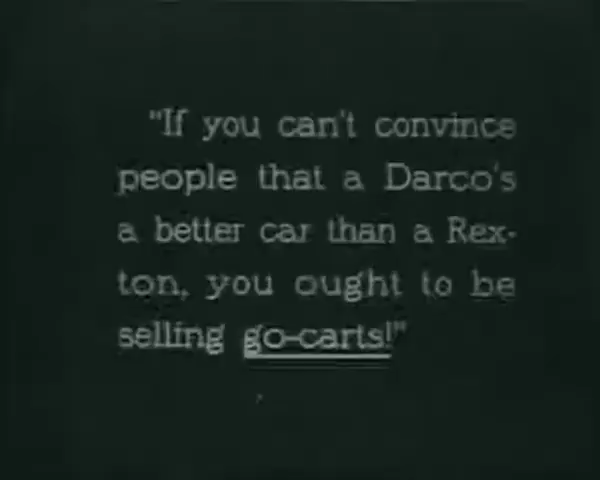 "If you can't convince
people that a Darco's
a better car than a Rex-
ton, you ought to be
selling go-carts!"